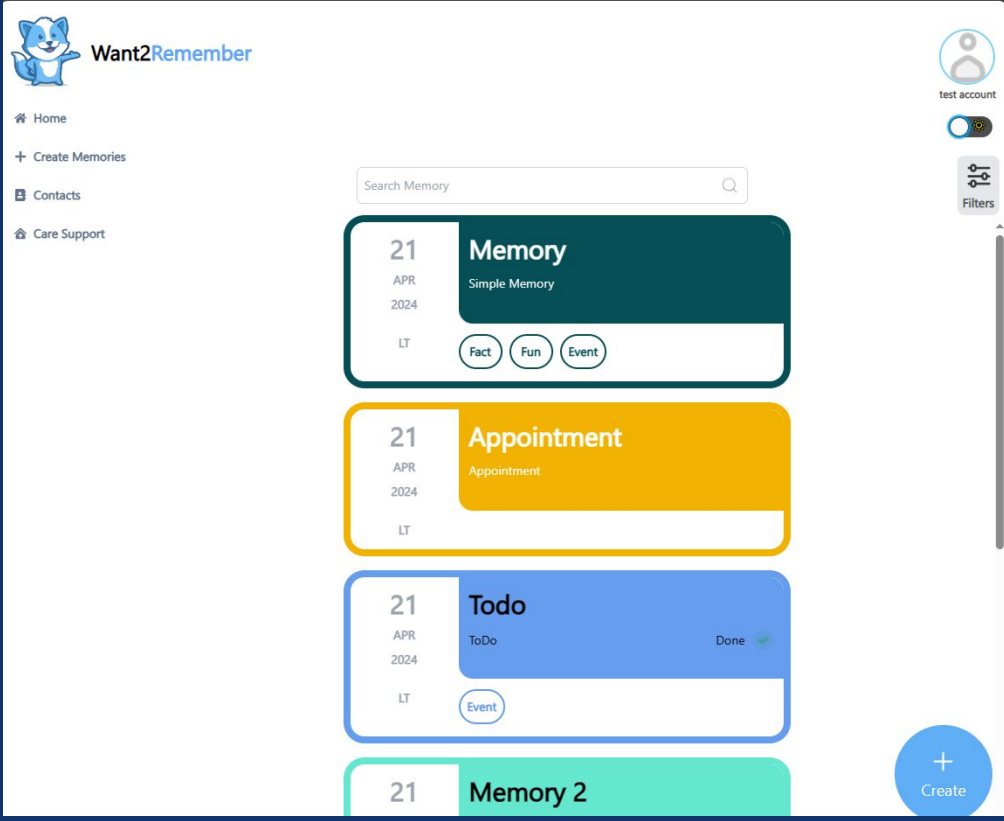 Want2Remember
test account
Home
Create Memories
Contacts
Care Support
Filters
Search Memory
21
APR
2024
LT
Memory
Simple Memory
Fact
Fun
Event
21
APR
2024
LT
Appointment
Appointment
21
APR
2024
LT
Todo
ToDo
Done
Event
21
Memory 2
Create